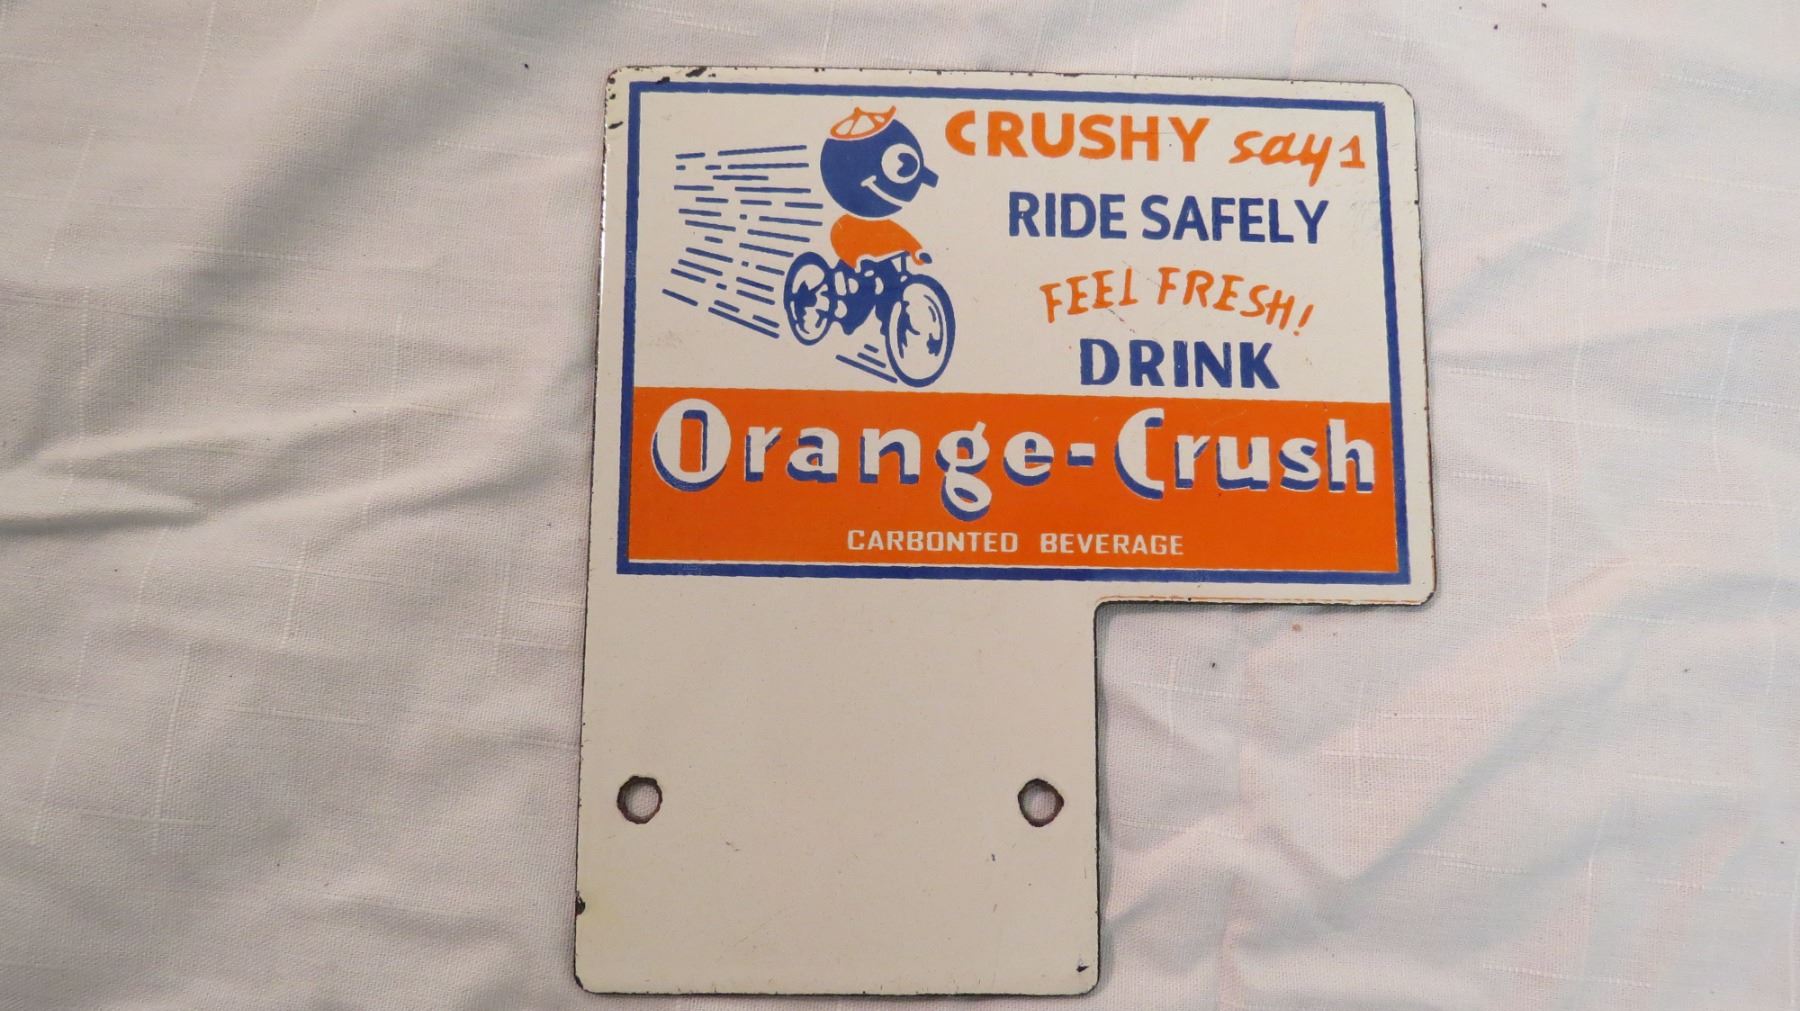 CRUSHY says
RIDE SAFELY
FEEL FRESH!
DRINK
Orange-Crush
CARBONTED BEVERAGE